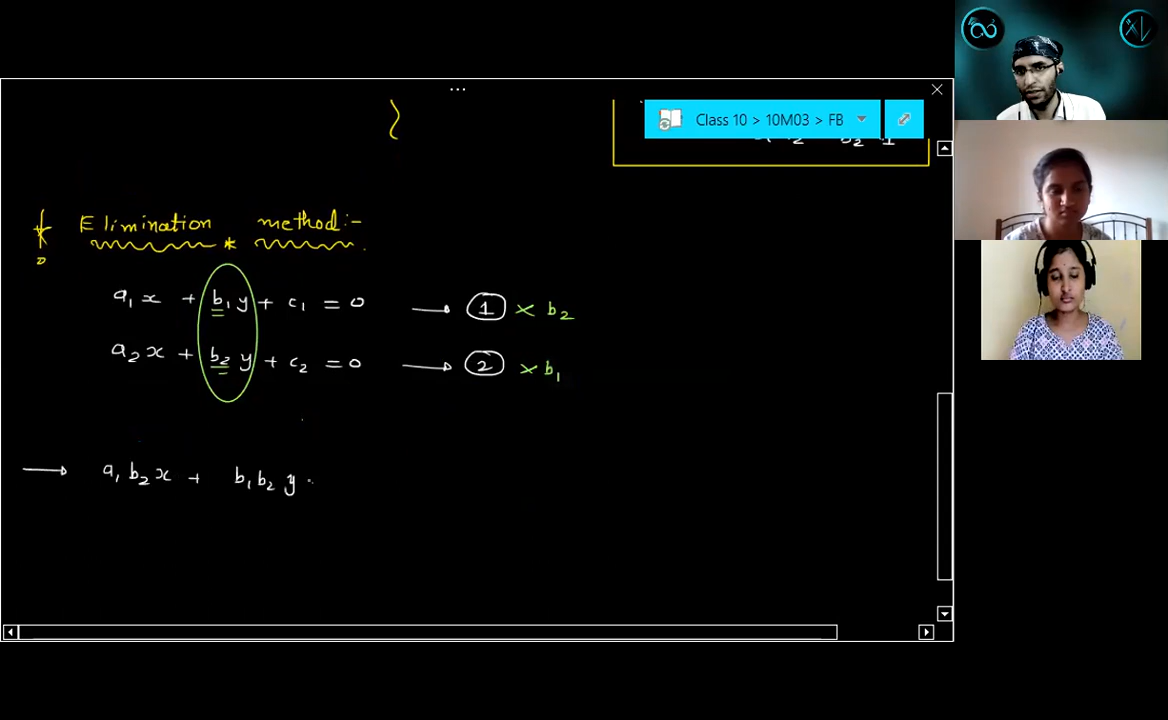 Class 10 > 10M03 > FB
Elimination method:-
a₁x + b₁y + c₁ = 0 → ① × b₂
a₂x + b₂y + c₂ = 0 → ② × b₁
→ a₁b₂x + b₁b₂y